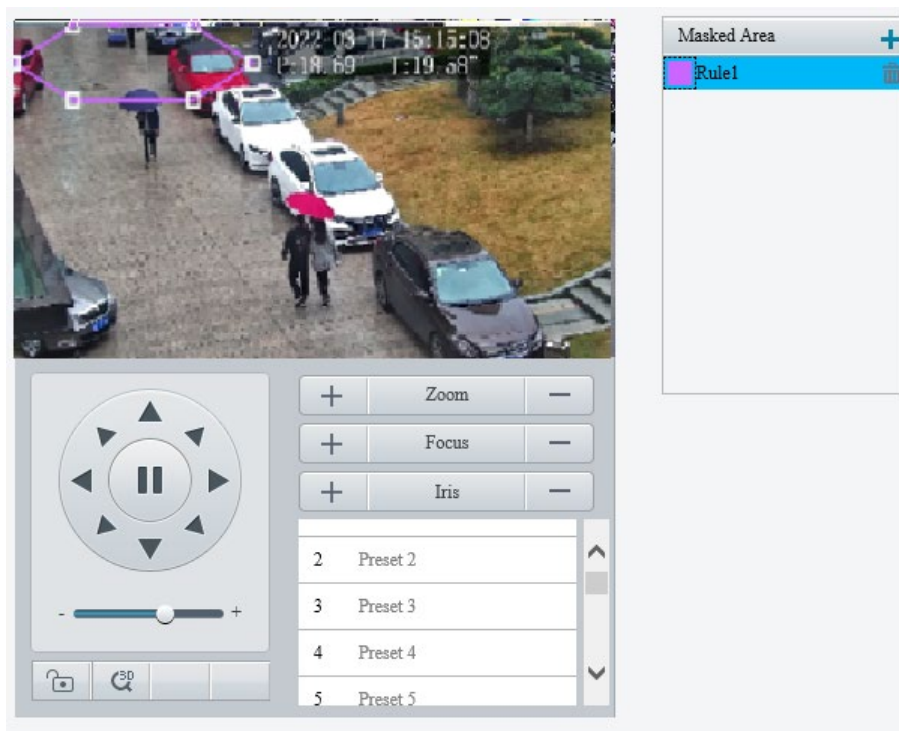 2022 03 17 15:15:08
Masked Area
Rule1
Zoom
Focus
Iris
2 Preset 2
3 Preset 3
4 Preset 4
5 Preset 5
- +
3D